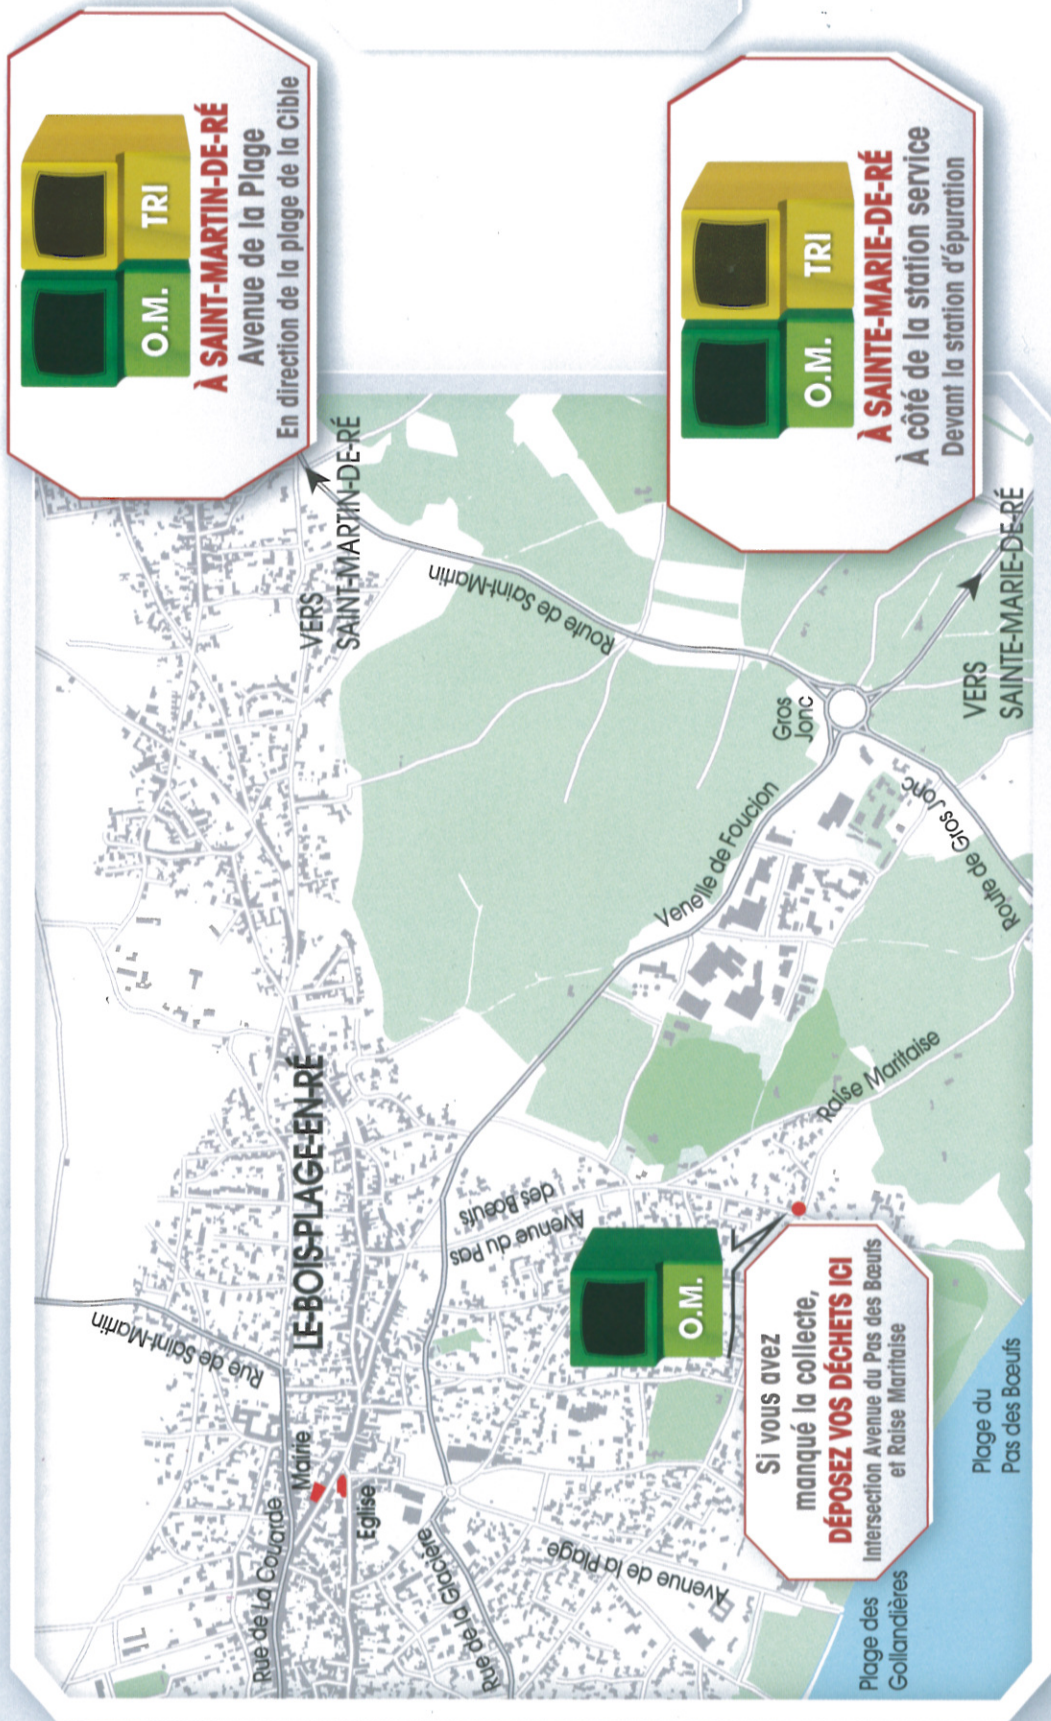 O.M.
TRI
À SAINT-MARTIN-DE-RÉ
Avenue de la Plage
En direction de la plage de la Cible
O.M.
TRI
À SAINTE-MARIE-DE-RÉ
À côté de la station service
Devant la station d'épuration
VERS
SAINT-MARTIN-DE-RÉ
Route de Saint-Martin
VERS
SAINTE-MARIE-DE-RÉ
Gros
Jonc
Route de Gros Jonc
Venelle de Foucion
Raise Maritaise
LE-BOIS-PLAGE-EN-RÉ
Avenue du Pas
des Bœufs
Rue de Saint-Martin
Mairie
Eglise
Rue de La Couarde
Rue de la Glacière
Avenue de la Plage
O.M.
Si vous avez
manqué la collecte,
DÉPOSEZ VOS DÉCHETS ICI
Intersection Avenue du Pas des Bœufs
et Raise Maritaise
Plage du
Pas des Bœufs
Plage des
Gollandières